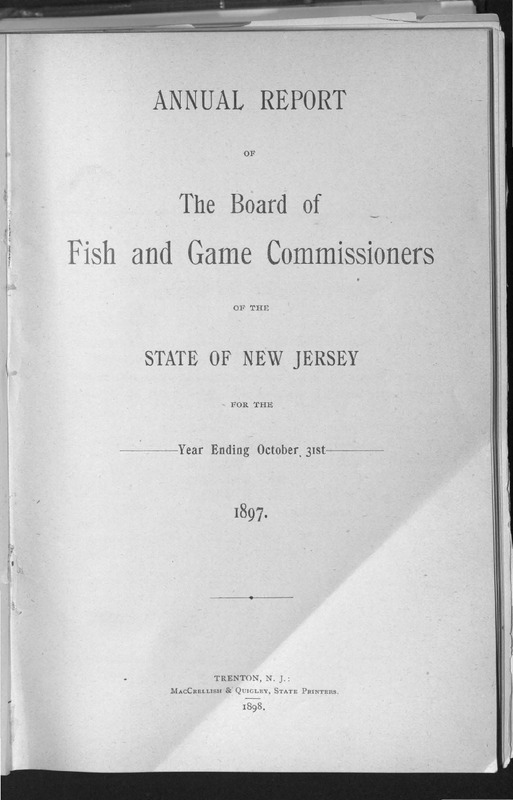 ANNUAL REPORT
OF
The Board of
Fish and Game Commissioners
OF THE
STATE OF NEW JERSEY
FOR THE
Year Ending October 31st
1897.
TRENTON, N. J.:
MacCrellish & Quigley, State Printers.
1898.